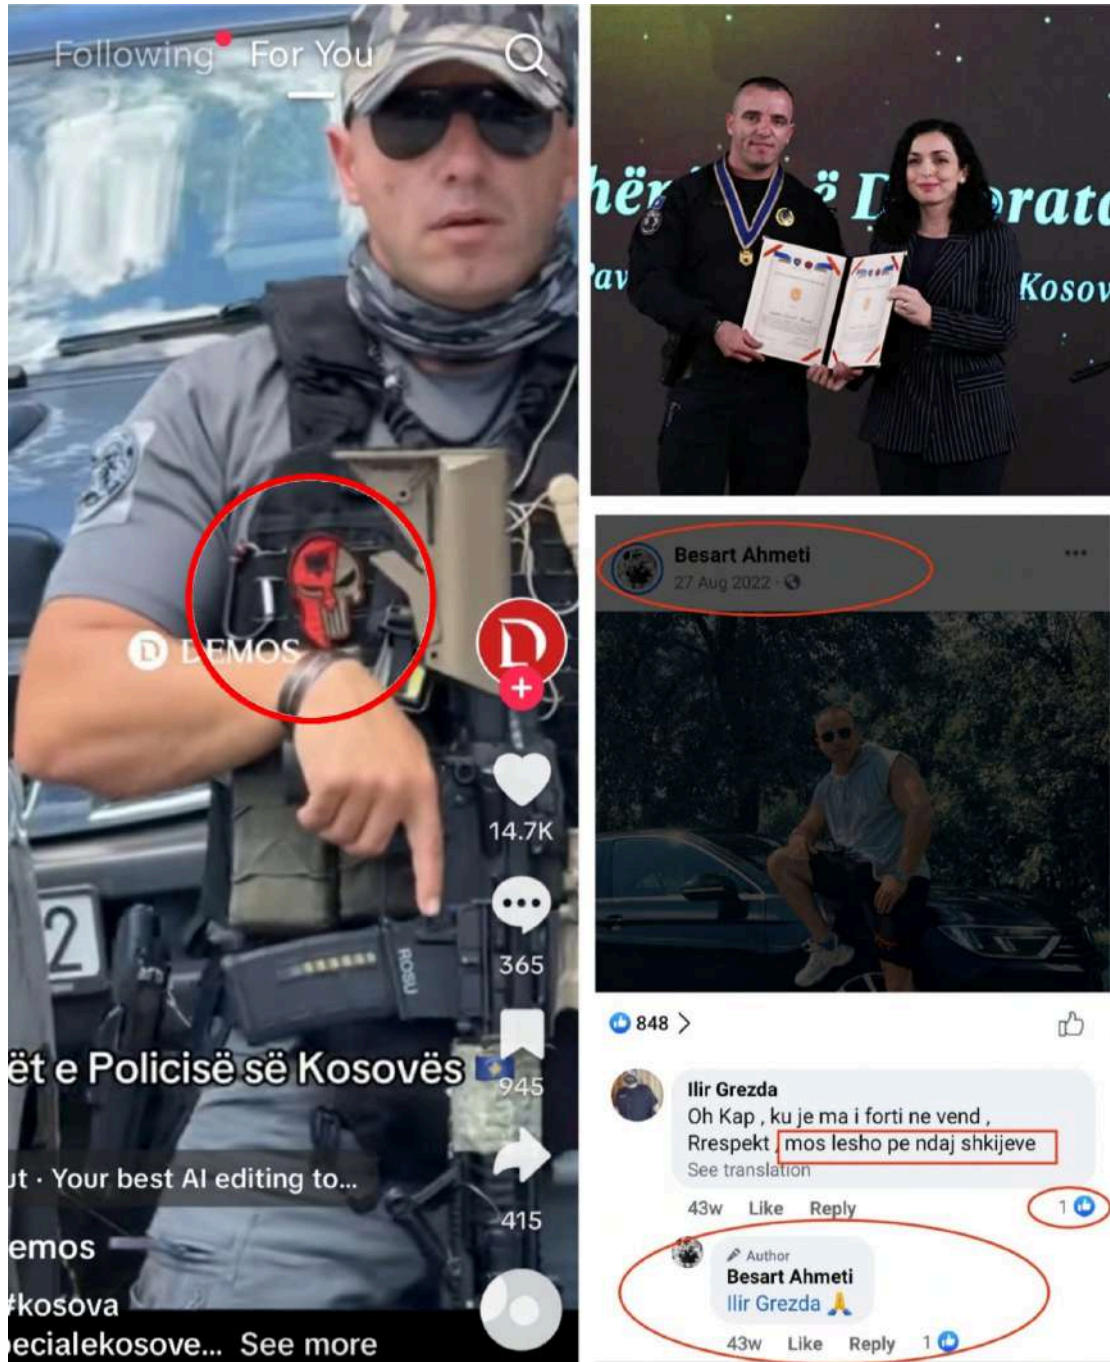 Following For You
DEMOS
14.7K
365
ROSU
2
ët e Policisë së Kosovës
945
ut · Your best AI editing to...
415
emos
#kosova
ecialekosove... See more
Kosov
Besart Ahmeti
27 Aug 2022
848
Ilir Grezda
Oh Kap , ku je ma i forti ne vend ,
Rrespekt , mos lesho pe ndaj shkijeve
See translation
43w Like Reply 1
Author
Besart Ahmeti
Ilir Grezda
43w Like Reply 1